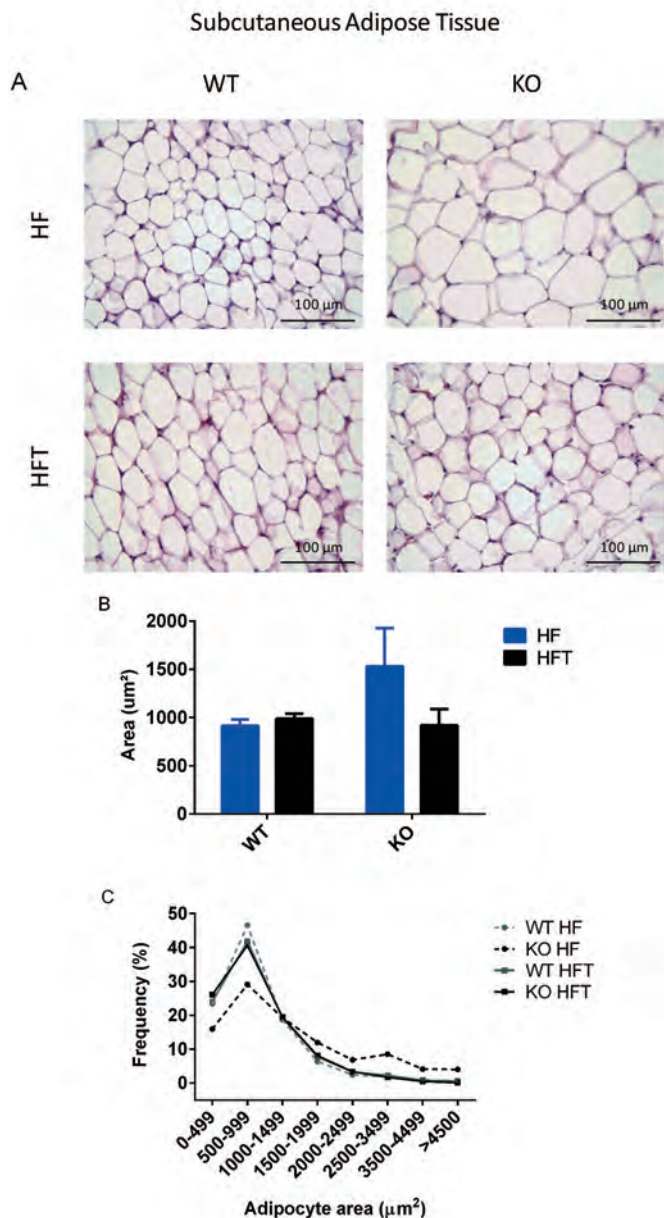 Subcutaneous Adipose Tissue
A
WT
KO
HF
100 µm
100 µm
HFT
100 µm
100 µm
B
2000
1500
1000
500
0
Area (um²)
WT
KO
HF
HFT
C
50
40
30
20
10
0
Frequency (%)
0-499
500-999
1000-1499
1500-1999
2000-2499
2500-3499
3500-4499
>4500
Adipocyte area (µm²)
WT HF
KO HF
WT HFT
KO HFT